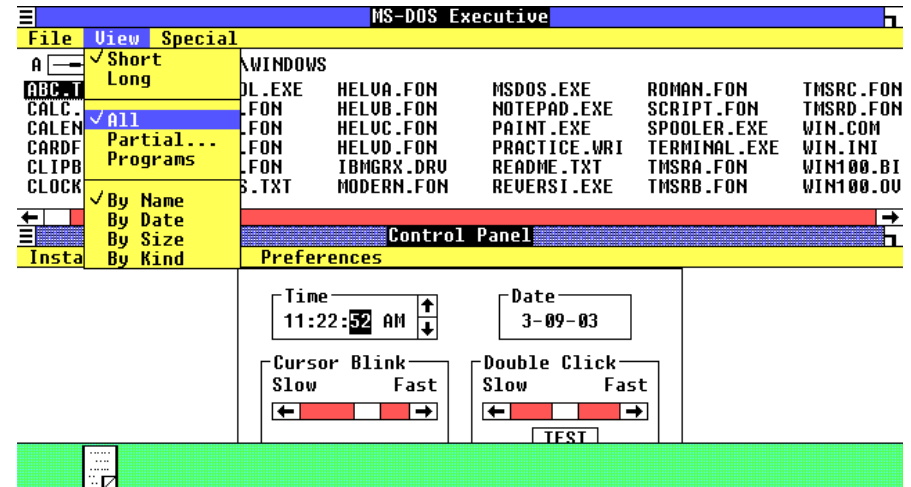 MS-DOS Executive
File View Special
A \WINDOWS
Short
Long
All
Partial...
Programs
By Name
By Date
By Size
By Kind
ABC.T OL.EXE HELVA.FON MSDOS.EXE ROMAN.FON TMSRC.FON
CALC. .FON HELVB.FON NOTEPAD.EXE SCRIPT.FON TMSRD.FON
CALEN .FON HELVC.FON PAINT.EXE SPOOLER.EXE WIN.COM
CARDF .FON HELVD.FON PRACTICE.WRI TERMINAL.EXE WIN.INI
CLIPB .FON IBMGRX.DRV README.TXT TMSRA.FON WIN100.BI
CLOCK S.TXT MODERN.FON REVERSI.EXE TMSRB.FON WIN100.OV
Control Panel
Insta Preferences
Time
11:22:52 AM
Date
3-09-03
Cursor Blink
Slow Fast
Double Click
Slow Fast
TEST